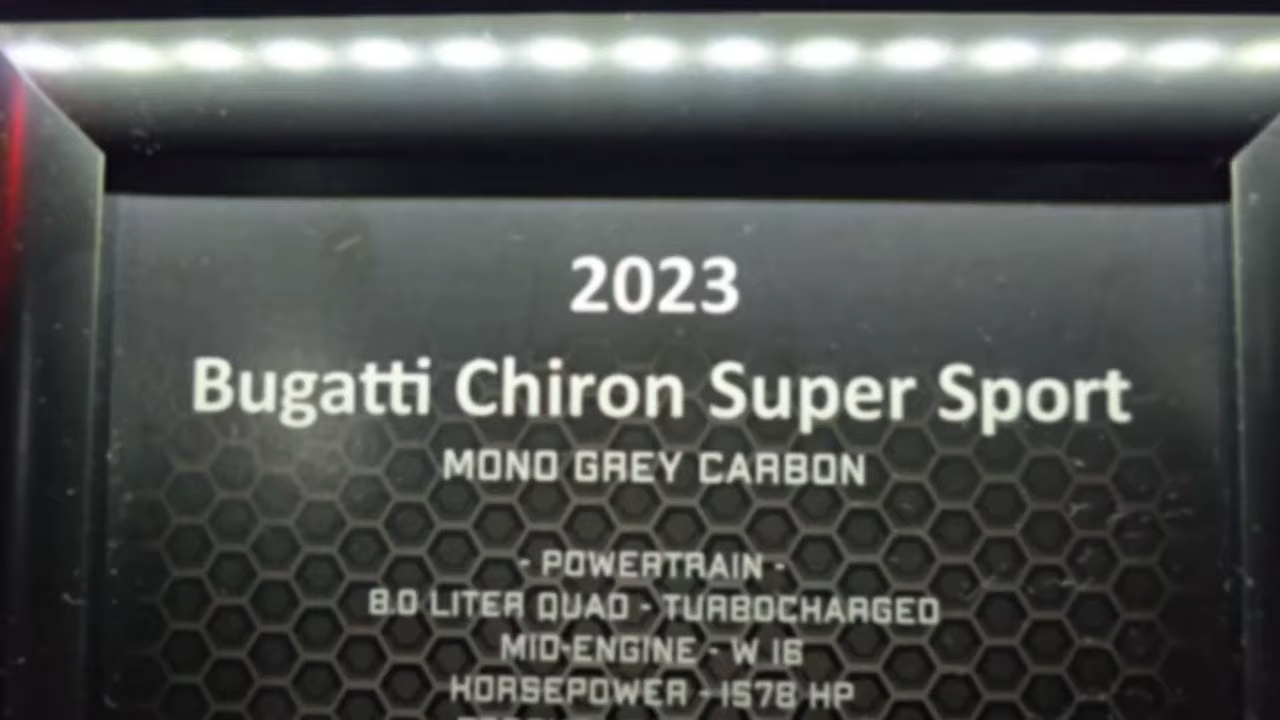 2023
Bugatti Chiron Super Sport
MONO GREY CARBON
- POWERTRAIN -
8.0 LITER QUAD - TURBOCHARGED
MID-ENGINE - W 16
HORSEPOWER - 1578 HP